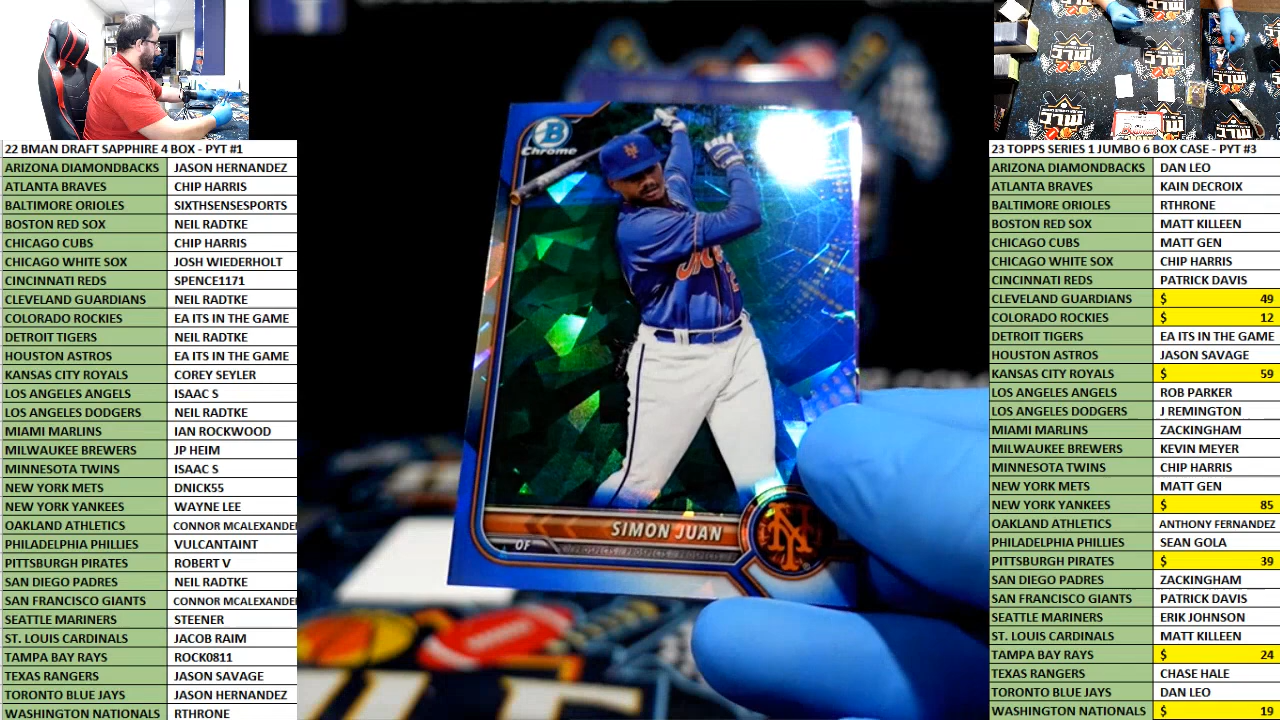 22 BMAN DRAFT SAPPHIRE 4 BOX - PYT #1
ARIZONA DIAMONDBACKS JASON HERNANDEZ
ATLANTA BRAVES CHIP HARRIS
BALTIMORE ORIOLES SIXTHSENSESPORTS
BOSTON RED SOX NEIL RADTKE
CHICAGO CUBS CHIP HARRIS
CHICAGO WHITE SOX JOSH WIEDERHOLT
CINCINNATI REDS SPENCE1171
CLEVELAND GUARDIANS NEIL RADTKE
COLORADO ROCKIES EA ITS IN THE GAME
DETROIT TIGERS NEIL RADTKE
HOUSTON ASTROS EA ITS IN THE GAME
KANSAS CITY ROYALS COREY SEYLER
LOS ANGELES ANGELS ISAAC S
LOS ANGELES DODGERS NEIL RADTKE
MIAMI MARLINS IAN ROCKWOOD
MILWAUKEE BREWERS JP HEIM
MINNESOTA TWINS ISAAC S
NEW YORK METS DNICK55
NEW YORK YANKEES WAYNE LEE
OAKLAND ATHLETICS CONNOR MCALEXANDE
PHILADELPHIA PHILLIES VULCANTAINT
PITTSBURGH PIRATES ROBERT V
SAN DIEGO PADRES NEIL RADTKE
SAN FRANCISCO GIANTS CONNOR MCALEXANDE
SEATTLE MARINERS STEENER
ST. LOUIS CARDINALS JACOB RAIM
TAMPA BAY RAYS ROCK0811
TEXAS RANGERS JASON SAVAGE
TORONTO BLUE JAYS JASON HERNANDEZ
WASHINGTON NATIONALS RTHRONE
B
Chrome
SIMON JUAN
OF
NY
23 TOPPS SERIES 1 JUMBO 6 BOX CASE - PYT #3
ARIZONA DIAMONDBACKS DAN LEO
ATLANTA BRAVES KAIN DECROIX
BALTIMORE ORIOLES RTHRONE
BOSTON RED SOX MATT KILLEEN
CHICAGO CUBS MATT GEN
CHICAGO WHITE SOX CHIP HARRIS
CINCINNATI REDS PATRICK DAVIS
CLEVELAND GUARDIANS $ 49
COLORADO ROCKIES $ 12
DETROIT TIGERS EA ITS IN THE GAME
HOUSTON ASTROS JASON SAVAGE
KANSAS CITY ROYALS $ 59
LOS ANGELES ANGELS ROB PARKER
LOS ANGELES DODGERS J REMINGTON
MIAMI MARLINS ZACKINGHAM
MILWAUKEE BREWERS KEVIN MEYER
MINNESOTA TWINS CHIP HARRIS
NEW YORK METS MATT GEN
NEW YORK YANKEES $ 85
OAKLAND ATHLETICS ANTHONY FERNANDEZ
PHILADELPHIA PHILLIES SEAN GOLA
PITTSBURGH PIRATES $ 39
SAN DIEGO PADRES ZACKINGHAM
SAN FRANCISCO GIANTS PATRICK DAVIS
SEATTLE MARINERS ERIK JOHNSON
ST. LOUIS CARDINALS MATT KILLEEN
TAMPA BAY RAYS $ 24
TEXAS RANGERS CHASE HALE
TORONTO BLUE JAYS DAN LEO
WASHINGTON NATIONALS $ 19